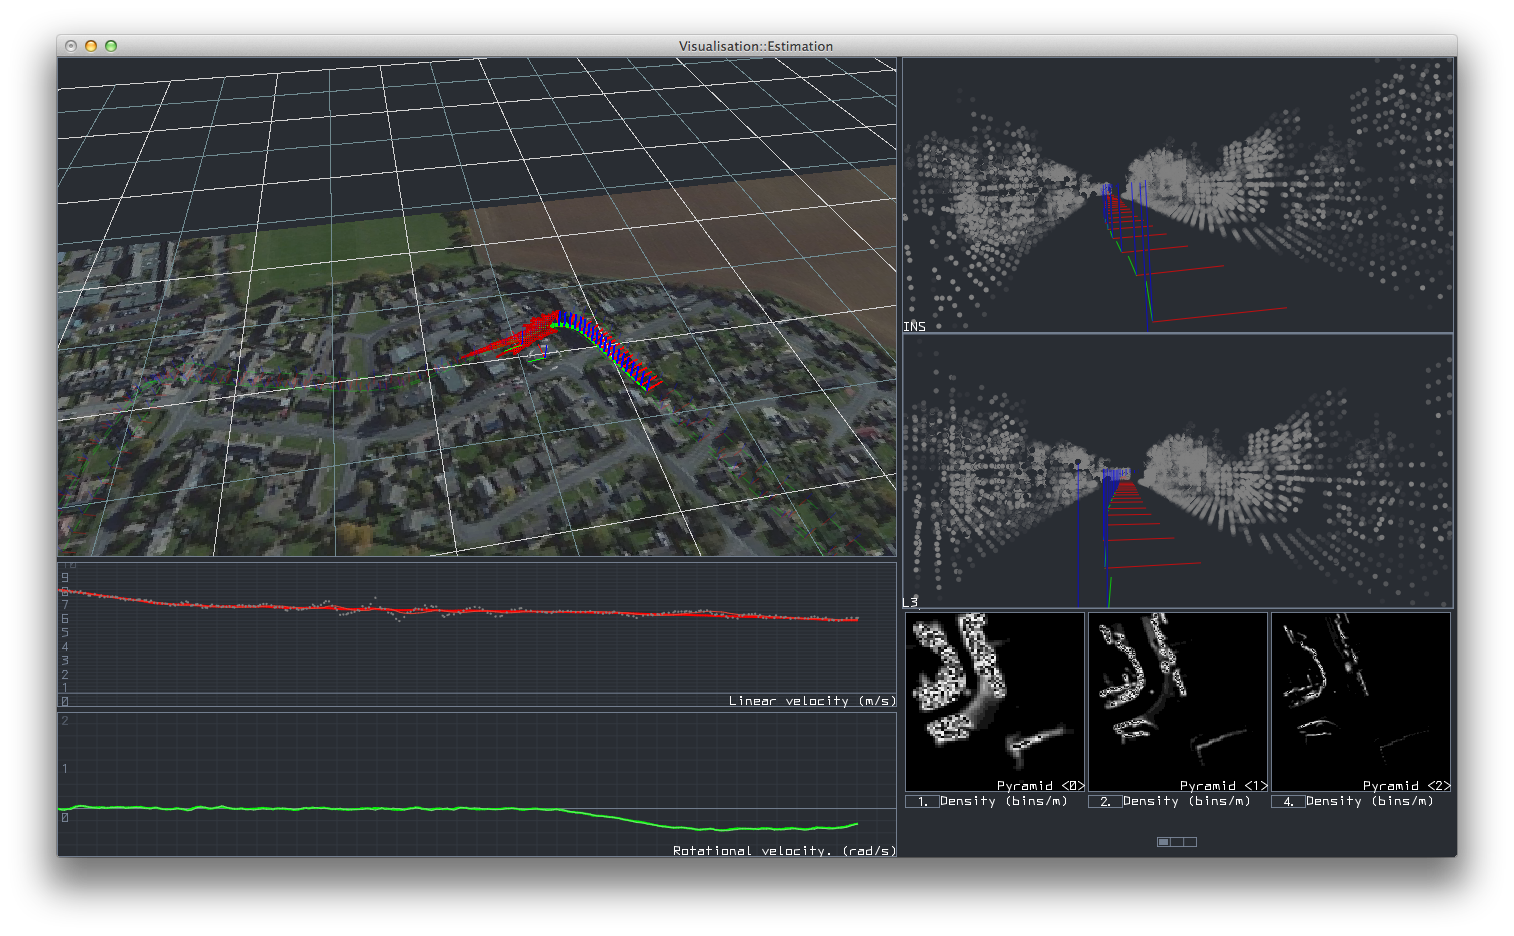 Visualisation::Estimation
INS
L3
10
9
8
7
6
5
4
3
2
1
0
Linear velocity (m/s)
2
1
0
Rotational velocity. (rad/s)
Pyramid <0>
Pyramid <1>
Pyramid <2>
1. Density (bins/m)
2. Density (bins/m)
4. Density (bins/m)